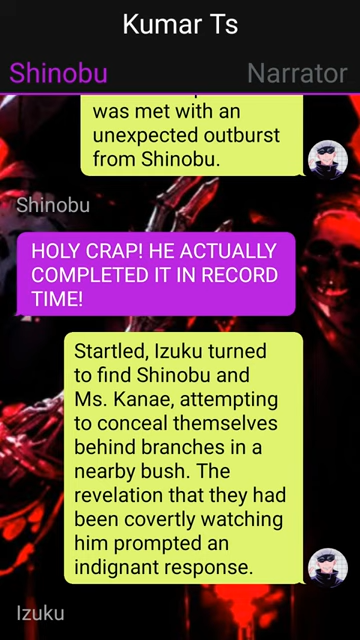 Kumar Ts
Shinobu
Narrator
was met with an
unexpected outburst
from Shinobu.
Shinobu
HOLY CRAP! HE ACTUALLY
COMPLETED IT IN RECORD
TIME!
Startled, Izuku turned
to find Shinobu and
Ms. Kanae, attempting
to conceal themselves
behind branches in a
nearby bush. The
revelation that they had
been covertly watching
him prompted an
indignant response.
Izuku